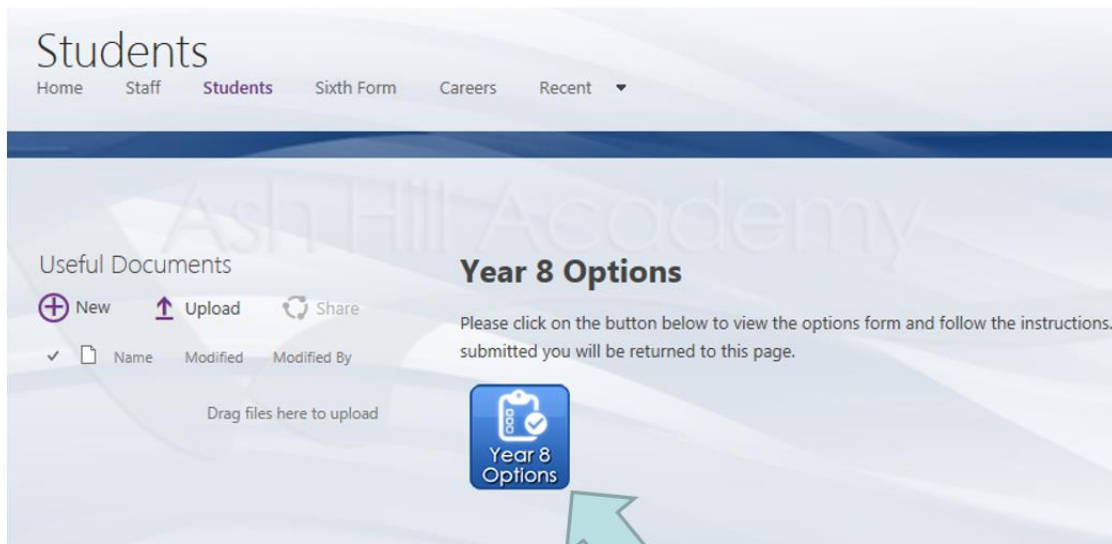 Students
Home Staff Students Sixth Form Careers Recent
Ash Hill Academy
Useful Documents
New Upload Share
Name Modified Modified By
Drag files here to upload
Year 8 Options
Please click on the button below to view the options form and follow the instructions.
submitted you will be returned to this page.
Year 8
Options